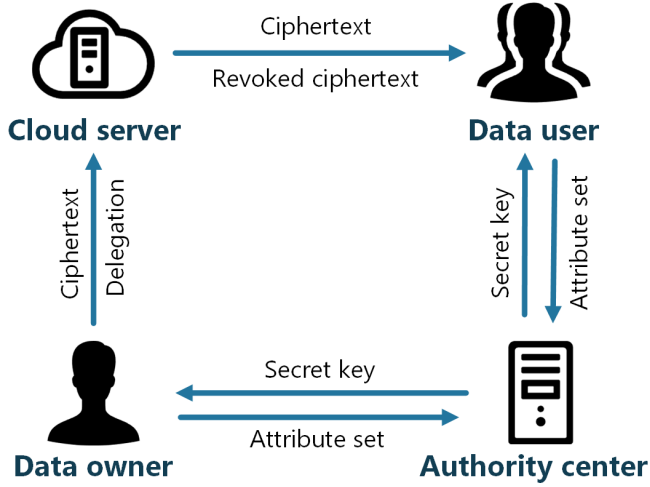 Ciphertext
Revoked ciphertext
Cloud server
Data user
Ciphertext
Delegation
Secret key
Attribute set
Secret key
Attribute set
Data owner
Authority center